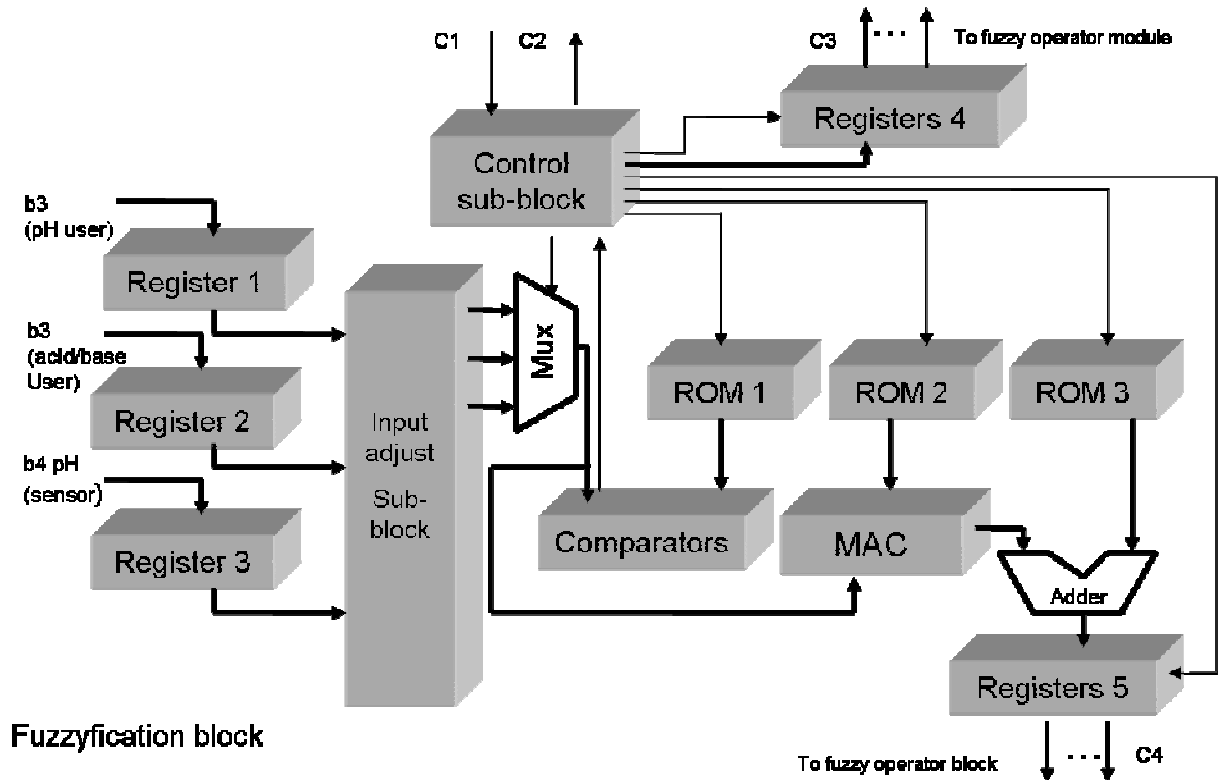 C1
C2
C3
To fuzzy operator module
Registers 4
Control
sub-block
b3
(pH user)
Register 1
b3
(acid/base
User)
Register 2
b4 pH
(sensor}
Register 3
Input
adjust
Sub-
block
Mux
ROM 1
ROM 2
ROM 3
Comparators
MAC
Adder
Registers 5
Fuzzyfication block
To fuzzy operator block
C4